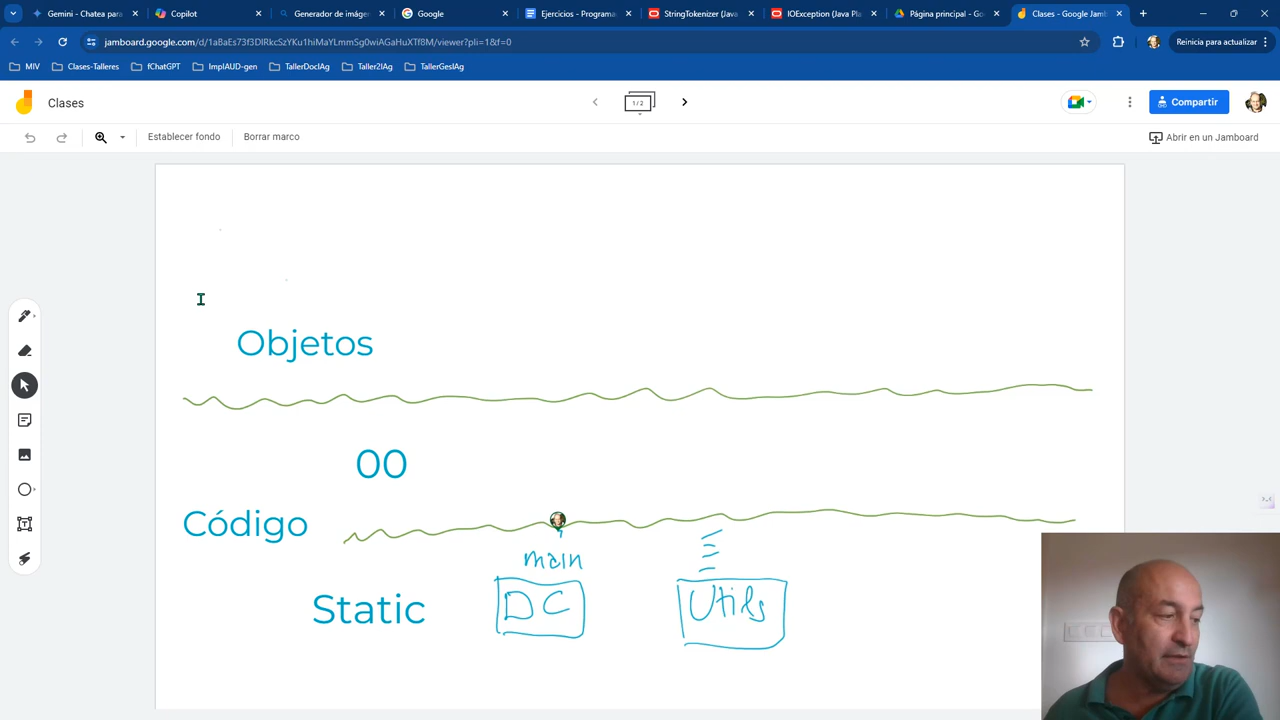 Gemini - Chatea para
Copilot
Generador de imáge
Google
Ejercicios - Programa
StringTokenizer (Java
IOException (Java Pla
Página principal - Go
Clases - Google Jamb
jamboard.google.com/d/1aBaEs73f3DIRkcSzYKu1hiMaYLmmSg0wiAGaHuXTf8M/viewer?pli=1&f=0
Reinicia para actualizar
MIV
Clases-Talleres
fChatGPT
ImplAUD-gen
TallerDocIAg
Taller2IAg
TallerGesIAg
Clases
1 / 2
Compartir
Establecer fondo
Borrar marco
Abrir en un Jamboard
Objetos
OO
Código
main
Static
DC
Utils